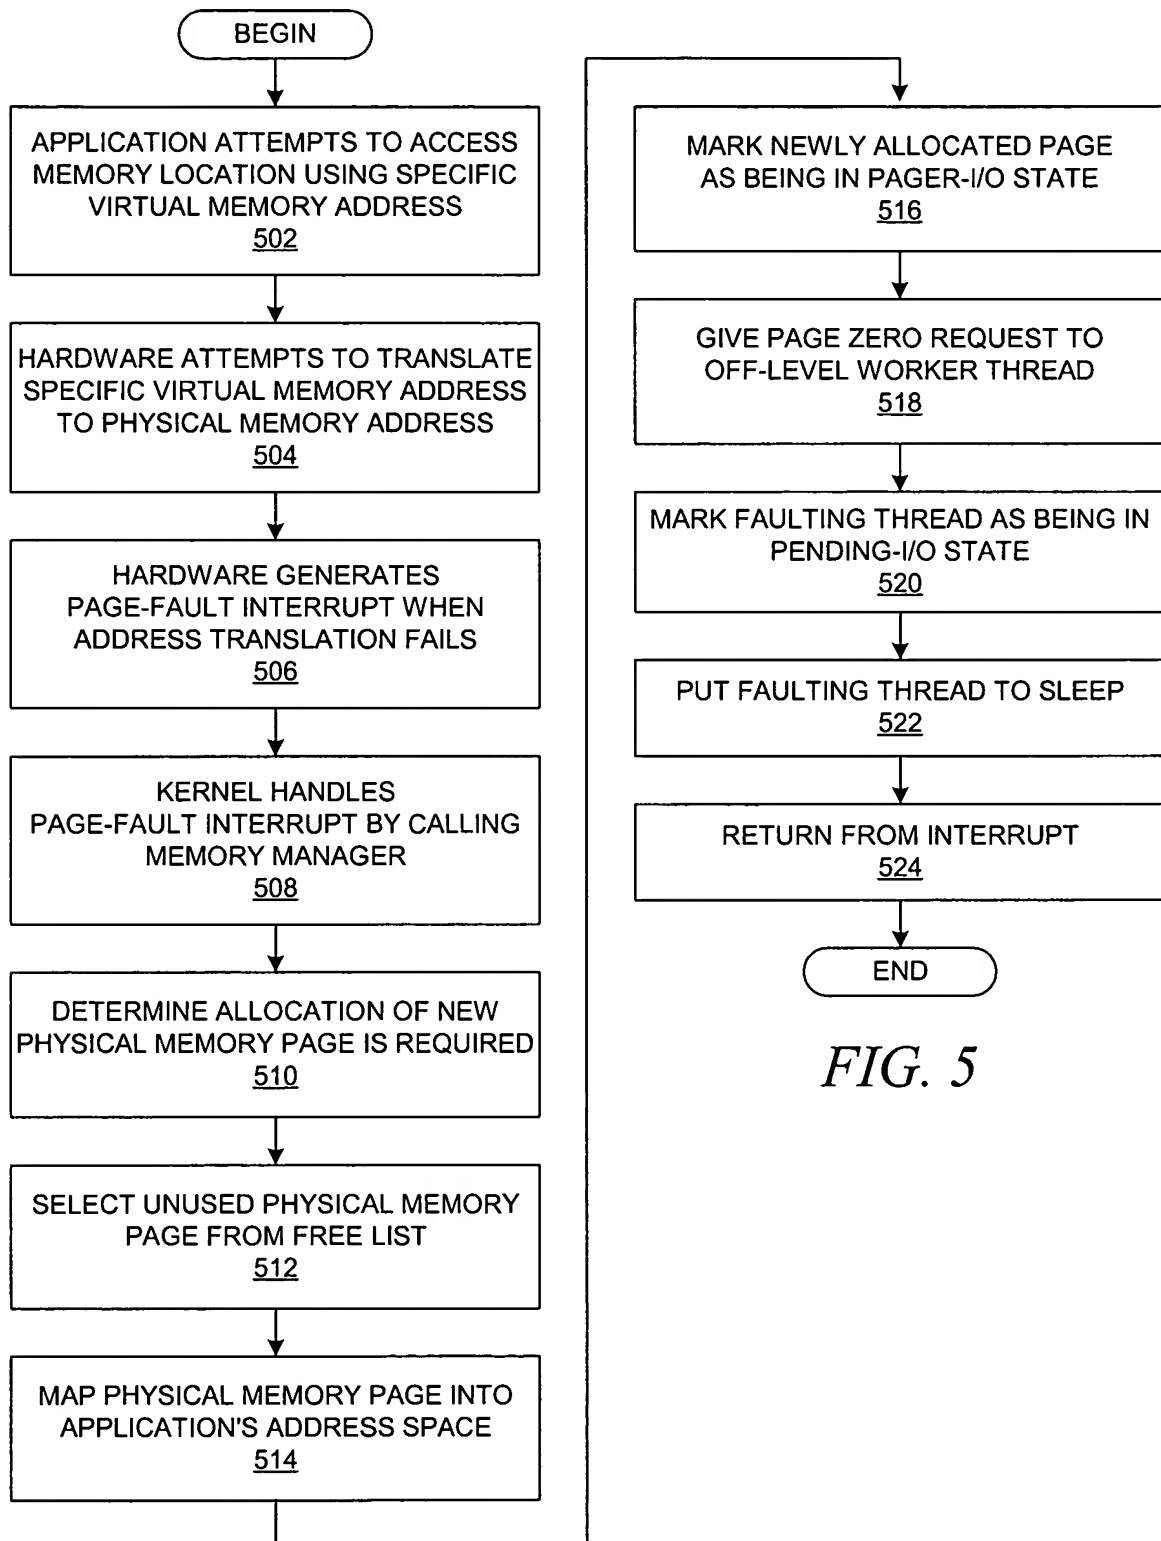 BEGIN
APPLICATION ATTEMPTS TO ACCESS
MEMORY LOCATION USING SPECIFIC
VIRTUAL MEMORY ADDRESS
502
HARDWARE ATTEMPTS TO TRANSLATE
SPECIFIC VIRTUAL MEMORY ADDRESS
TO PHYSICAL MEMORY ADDRESS
504
HARDWARE GENERATES
PAGE-FAULT INTERRUPT WHEN
ADDRESS TRANSLATION FAILS
506
KERNEL HANDLES
PAGE-FAULT INTERRUPT BY CALLING
MEMORY MANAGER
508
DETERMINE ALLOCATION OF NEW
PHYSICAL MEMORY PAGE IS REQUIRED
510
SELECT UNUSED PHYSICAL MEMORY
PAGE FROM FREE LIST
512
MAP PHYSICAL MEMORY PAGE INTO
APPLICATION'S ADDRESS SPACE
514
MARK NEWLY ALLOCATED PAGE
AS BEING IN PAGER-I/O STATE
516
GIVE PAGE ZERO REQUEST TO
OFF-LEVEL WORKER THREAD
518
MARK FAULTING THREAD AS BEING IN
PENDING-I/O STATE
520
PUT FAULTING THREAD TO SLEEP
522
RETURN FROM INTERRUPT
524
END
FIG. 5